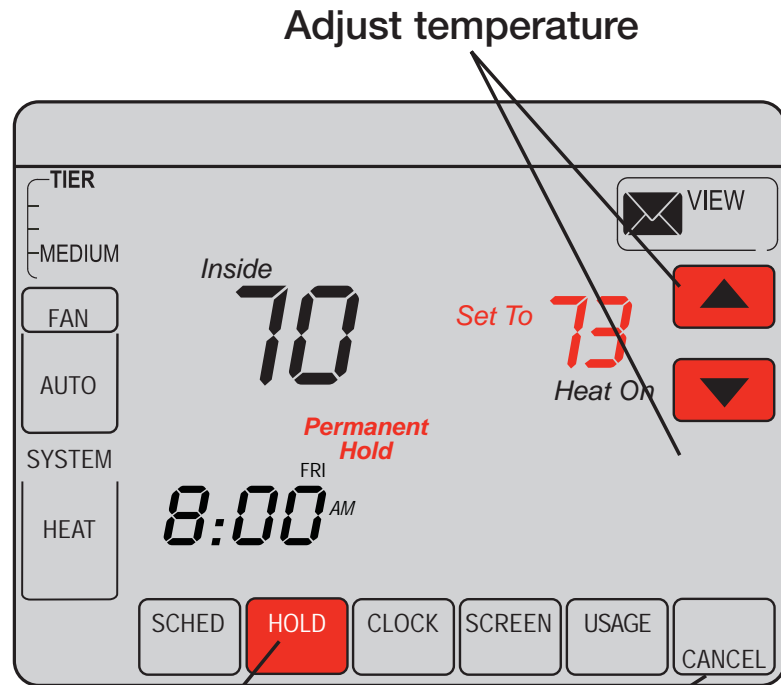 Adjust temperature
TIER
MEDIUM
VIEW
Inside
70
Set To 73
Heat On
FAN
AUTO
Permanent
Hold
SYSTEM
HEAT
FRI
8:00 AM
SCHED HOLD CLOCK SCREEN USAGE CANCEL